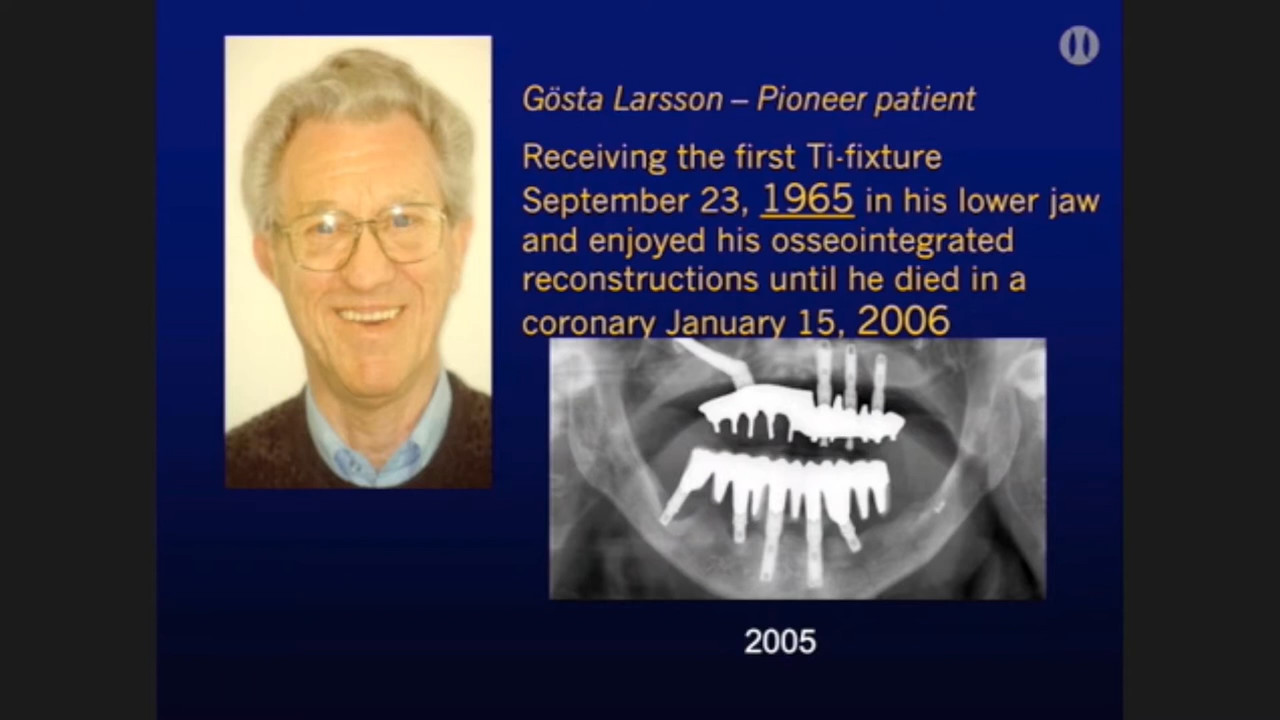 Gösta Larsson – Pioneer patient
Receiving the first Ti-fixture
September 23, 1965 in his lower jaw
and enjoyed his osseointegrated
reconstructions until he died in a
coronary January 15, 2006
2005